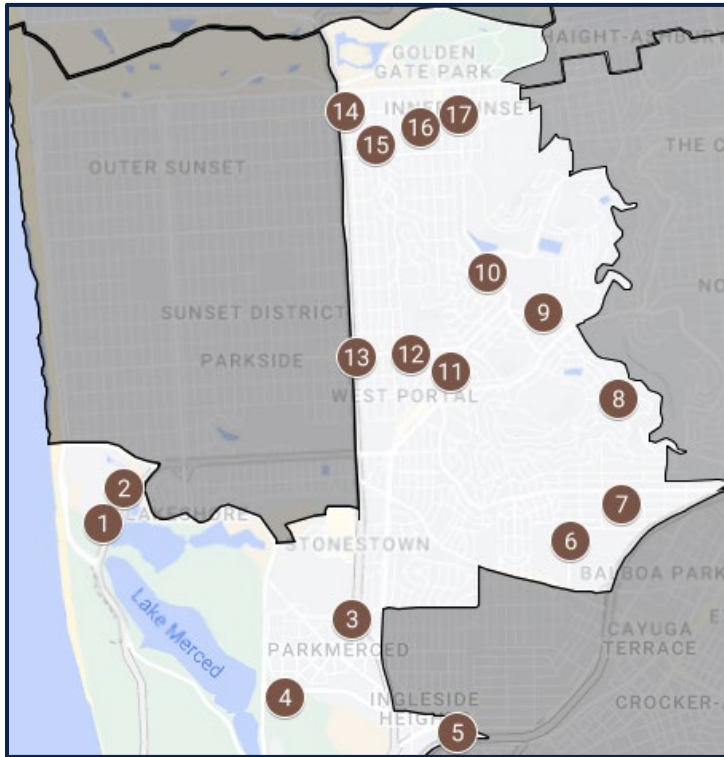 HAIGHT-ASHBURY
GOLDEN
GATE PARK
14
INNER SUNSET
17
16
15
THE C
OUTER SUNSET
10
NO
9
SUNSET DISTRICT
13
12
PARKSIDE
11
WEST PORTAL
8
2
7
1
LAKESHORE
6
STONESTOWN
BALBOA PARK
Lake Merced
3
CAYUGA
TERRACE
E
PARKMERCED
4
INGLESIDE
HEIGH
CROCKER-A
5